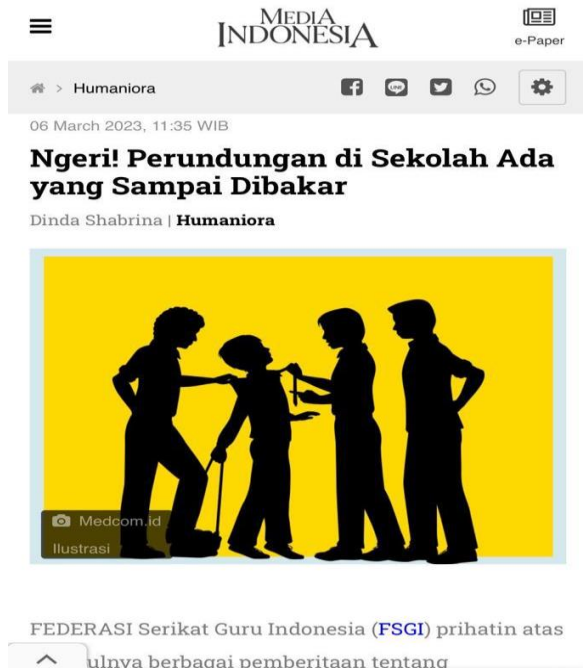 MEDIA
INDONESIA
e-Paper
> Humaniora
06 March 2023, 11:35 WIB
Ngeri! Perundungan di Sekolah Ada
yang Sampai Dibakar
Dinda Shabrina | Humaniora
Medcom.id
Ilustrasi
FEDERASI Serikat Guru Indonesia (FSGI) prihatin atas
berbagai pemberitaan tentang